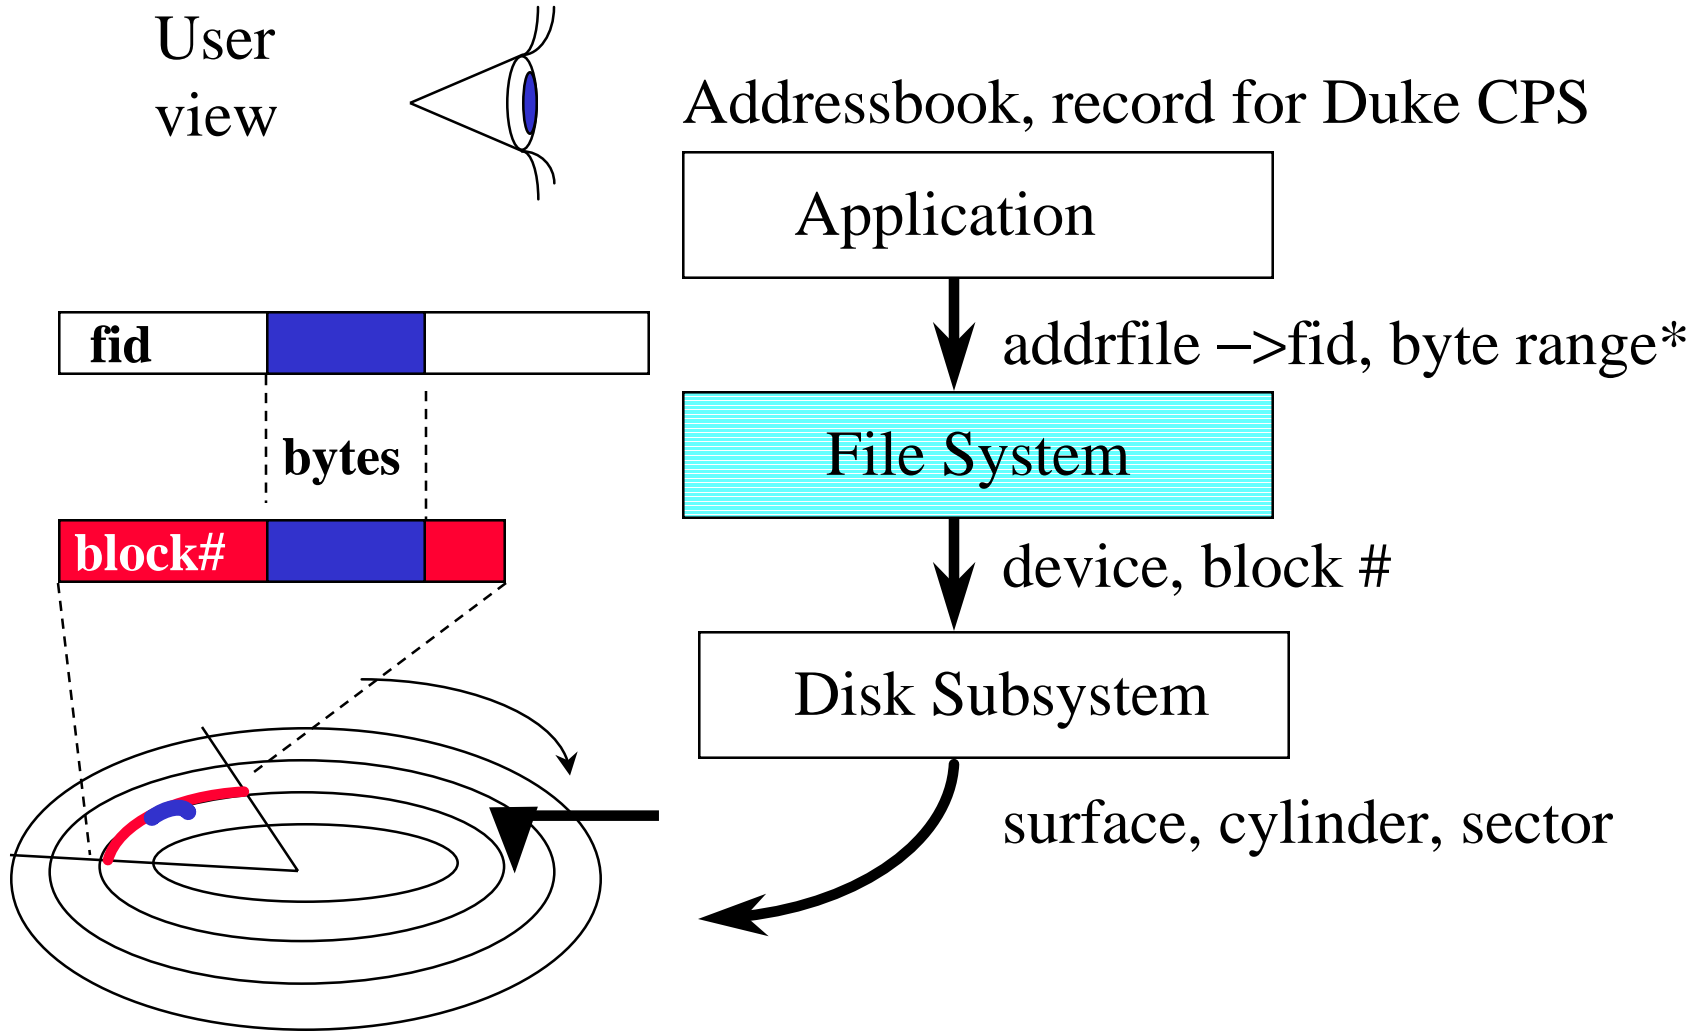 User
view
Addressbook, record for Duke CPS
Application
fid
addrfile –>fid, byte range*
File System
bytes
block#
device, block #
Disk Subsystem
surface, cylinder, sector